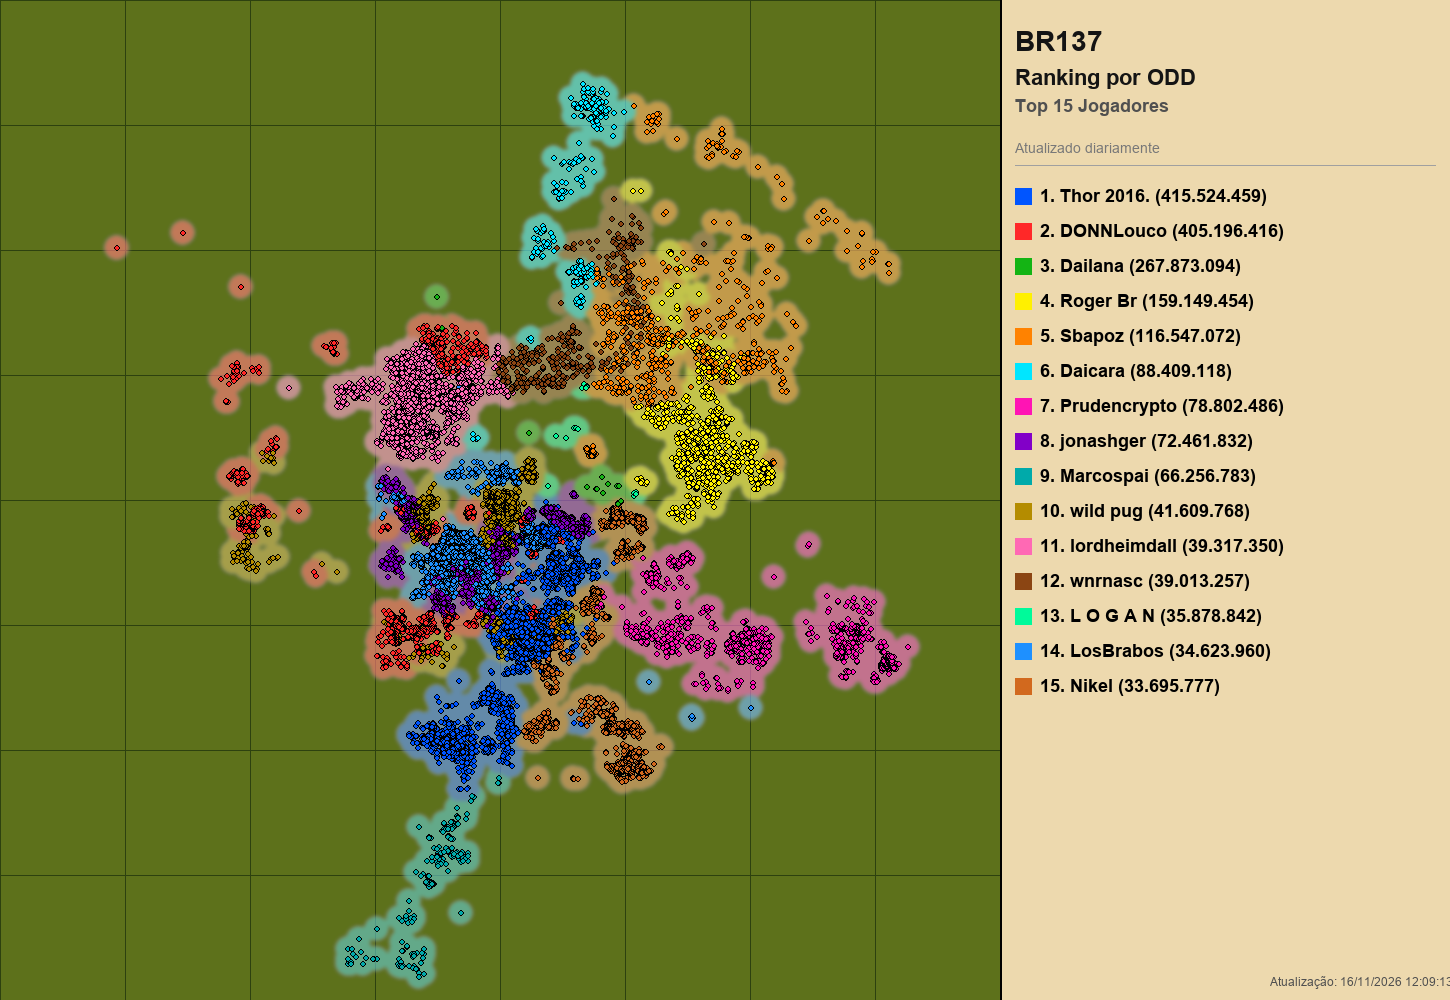 BR137
Ranking por ODD
Top 15 Jogadores
Atualizado diariamente
1. Thor 2016. (415.524.459)
2. DONNLouco (405.196.416)
3. Dailana (267.873.094)
4. Roger Br (159.149.454)
5. Sbapoz (116.547.072)
6. Daicara (88.409.118)
7. Prudencrypto (78.802.486)
8. jonashger (72.461.832)
9. Marcospai (66.256.783)
10. wild pug (41.609.768)
11. lordheimdall (39.317.350)
12. wnrnasc (39.013.257)
13. L O G A N (35.878.842)
14. LosBrabos (34.623.960)
15. Nikel (33.695.777)
Atualização: 16/11/2026 12:09:13